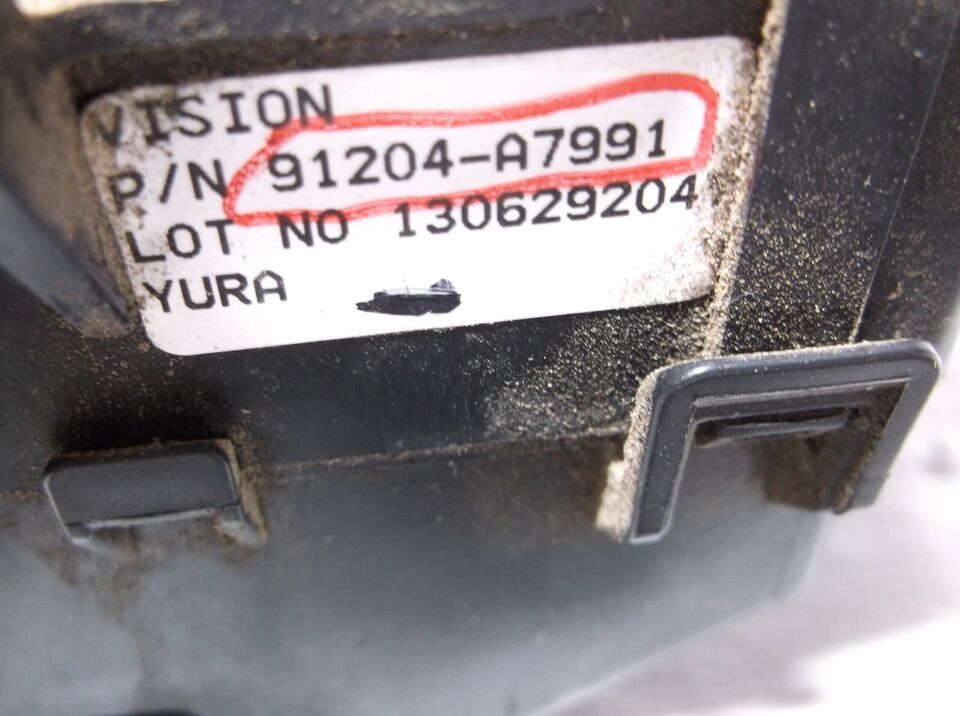 VISION
P/N 91204-A7991
LOT NO 130629204
YURA